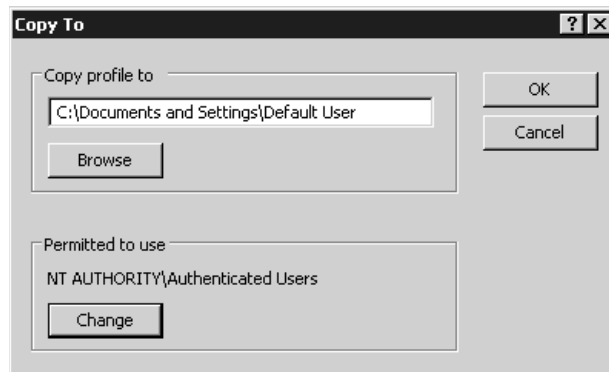 Copy To
Copy profile to
C:\Documents and Settings\Default User
Browse
OK
Cancel
Permitted to use
NT AUTHORITY\Authenticated Users
Change